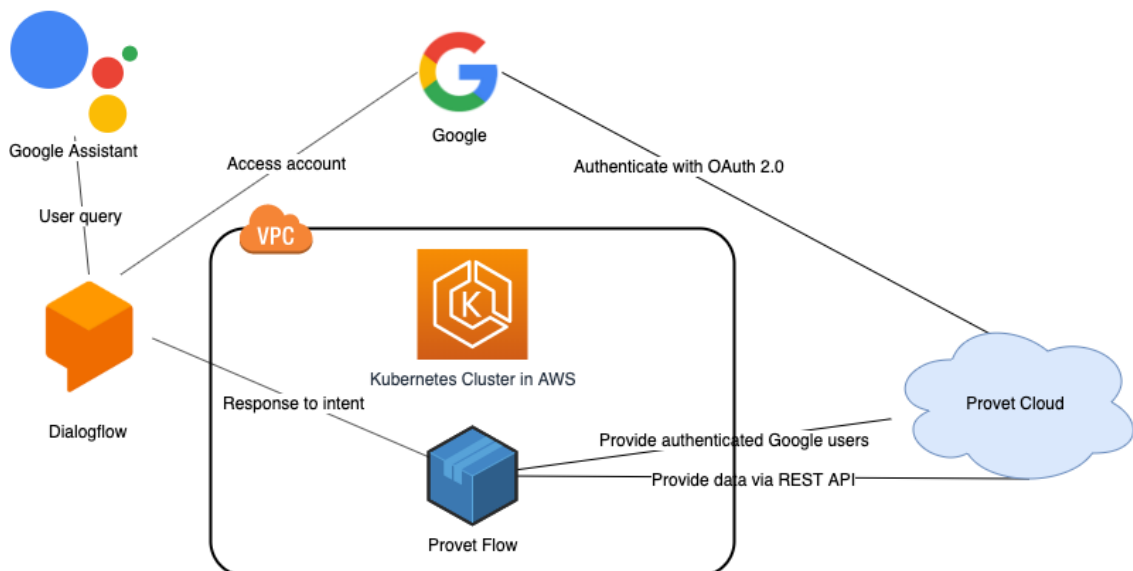 Google
Google Assistant
Access account
Authenticate with OAuth 2.0
User query
VPC
K
Kubernetes Cluster in AWS
Response to intent
Provet Cloud
Dialogflow
Provide authenticated Google users
Provide data via REST API
Provet Flow